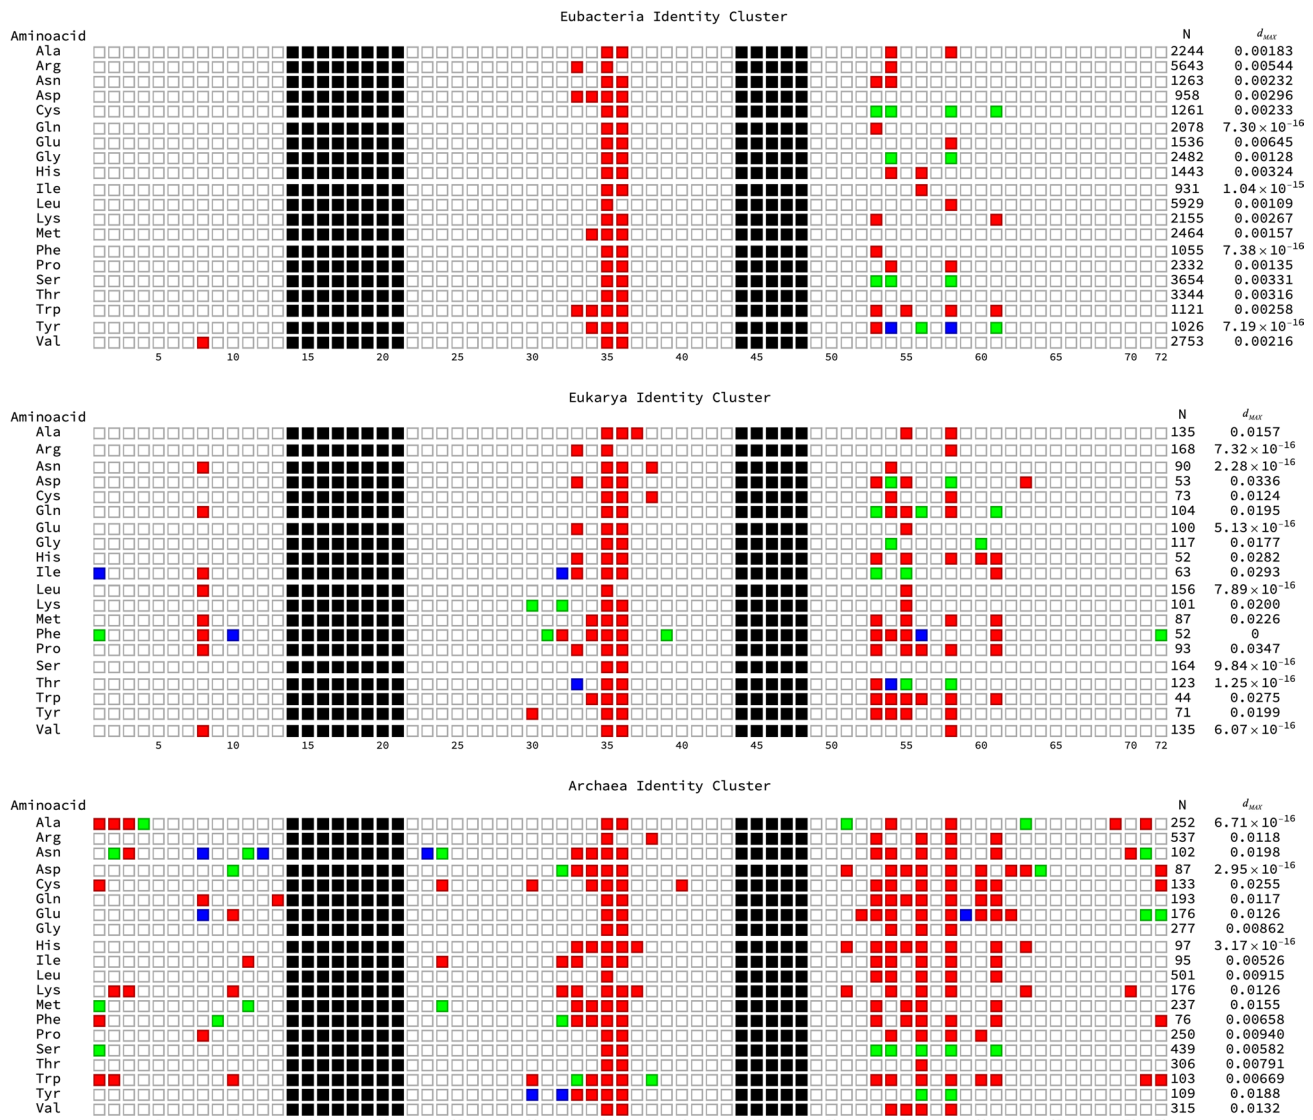 Eubacteria Identity Cluster
Aminoacid N dMAX
Ala 2244 0.00183
Arg 5643 0.00544
Asn 1263 0.00232
Asp 958 0.00296
Cys 1261 0.00233
Gln 2078 7.30×10⁻¹⁶
Glu 1536 0.00645
Gly 2482 0.00128
His 1443 0.00324
Ile 931 1.04×10⁻¹⁵
Leu 5929 0.00109
Lys 2155 0.00267
Met 2464 0.00157
Phe 1055 7.38×10⁻¹⁶
Pro 2332 0.00135
Ser 3654 0.00331
Thr 3344 0.00316
Trp 1121 0.00258
Tyr 1026 7.19×10⁻¹⁶
Val 2753 0.00216
5 10 15 20 25 30 35 40 45 50 55 60 65 70 72
Eukarya Identity Cluster
Aminoacid N dMAX
Ala 135 0.0157
Arg 168 7.32×10⁻¹⁶
Asn 90 2.28×10⁻¹⁶
Asp 53 0.0336
Cys 73 0.0124
Gln 104 0.0195
Glu 100 5.13×10⁻¹⁶
Gly 117 0.0177
His 52 0.0282
Ile 63 0.0293
Leu 156 7.89×10⁻¹⁶
Lys 101 0.0200
Met 87 0.0226
Phe 52 0
Pro 93 0.0347
Ser 164 9.84×10⁻¹⁶
Thr 123 1.25×10⁻¹⁶
Trp 44 0.0275
Tyr 71 0.0199
Val 135 6.07×10⁻¹⁶
5 10 15 20 25 30 35 40 45 50 55 60 65 70 72
Archaea Identity Cluster
Aminoacid N dMAX
Ala 252 6.71×10⁻¹⁶
Arg 537 0.0118
Asn 102 0.0198
Asp 87 2.95×10⁻¹⁶
Cys 133 0.0255
Gln 193 0.0117
Glu 176 0.0126
Gly 277 0.00862
His 97 3.17×10⁻¹⁶
Ile 95 0.00526
Leu 501 0.00915
Lys 176 0.0126
Met 237 0.0155
Phe 76 0.00658
Pro 250 0.00940
Ser 439 0.00582
Thr 306 0.00791
Trp 103 0.00669
Tyr 109 0.0188
Val 315 0.0132